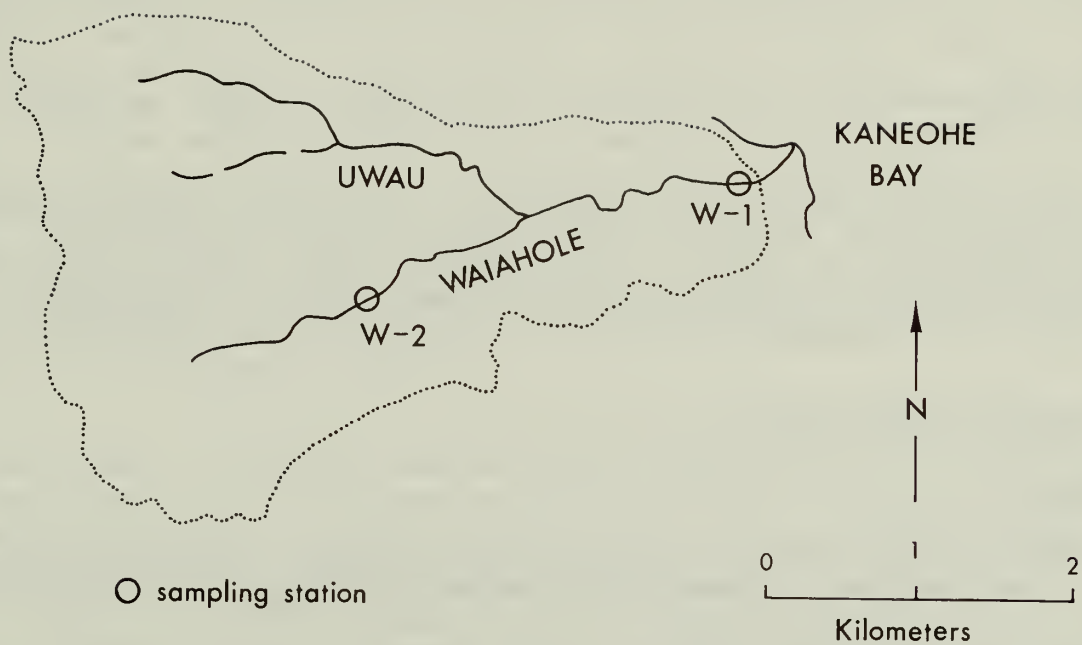 KANEOHE
BAY
UWAU
W-1
WAIAHOLE
W-2
N
0 1 2
Kilometers
O sampling station